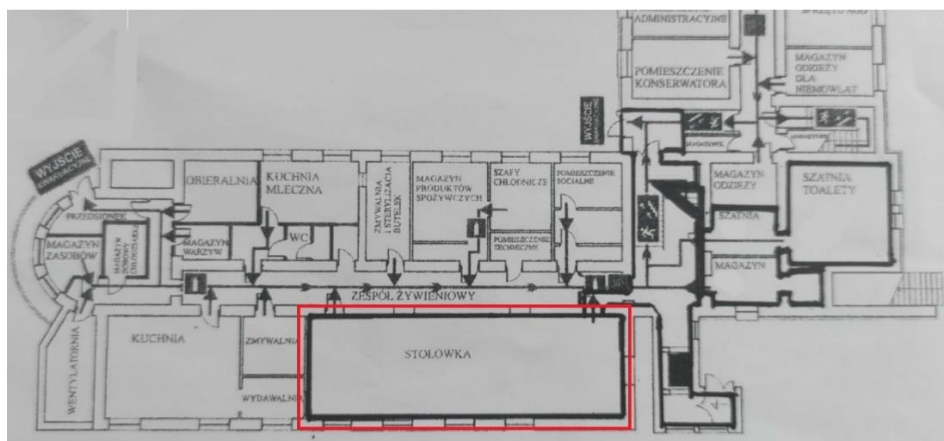 ADMINISTRACYJNE
POMIESZCZENIE
KONSERWATORA
MAGAZYN
ODZIEŻY
DLA
NIEMOWLĄT
WYJŚCIE
WYJŚCIE
OBIERALNIA
KUCHNIA
MLECZNA
ZMYWALNIA
I STERYLIZACJA
BUTELEK
MAGAZYN
PRODUKTÓW
SPOŻYWCZYCH
SZAFY
CHŁODNICZE
POMIESZCZENIE
SOCJALNE
MAGAZYN
ODZIEŻY
SZATNIA
TOALETY
PRZEDSIONEK
MAGAZYN
ZASOBÓW
MAGAZYN
WARZYW
WC
POMIESZCZENIE
TECHNICZNE
SZATNIA
MAGAZYN
ZESPÓŁ ŻYWIENIOWY
WENTYLATORNIA
KUCHNIA
ZMYWALNIA
STOŁÓWKA
WYDAWALNIA